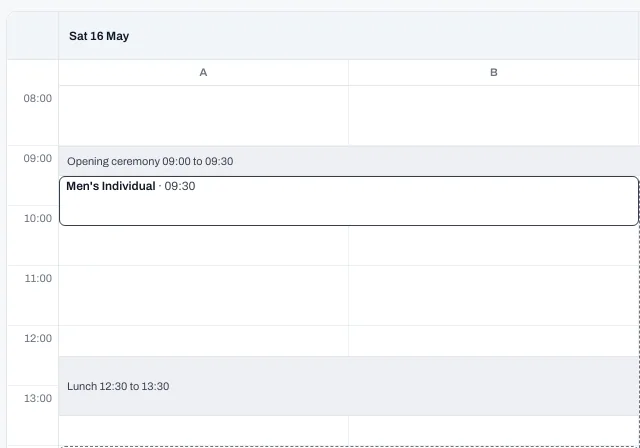 Sat 16 May
A
B
08:00
09:00
Opening ceremony 09:00 to 09:30
Men's Individual · 09:30
10:00
11:00
12:00
Lunch 12:30 to 13:30
13:00